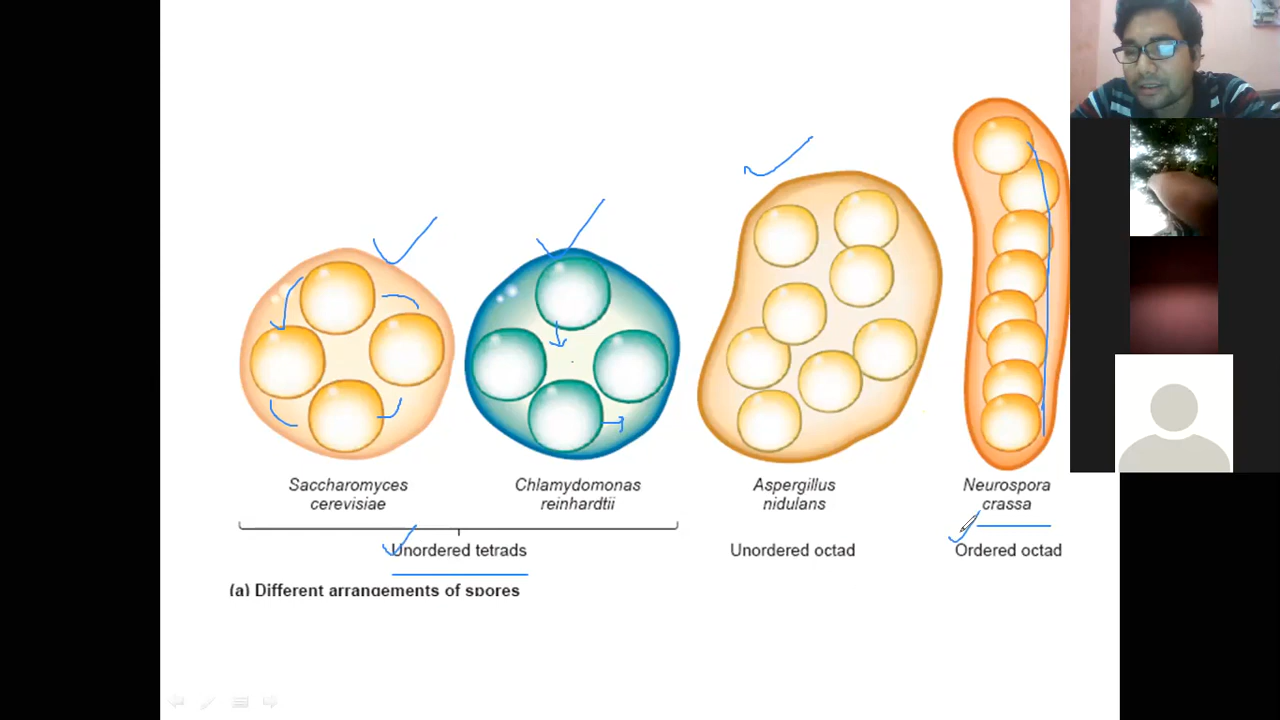 Saccharomyces
cerevisiae
Chlamydomonas
reinhardtii
Aspergillus
nidulans
Neurospora
crassa
Unordered tetrads
Unordered octad
Ordered octad
(a) Different arrangements of spores